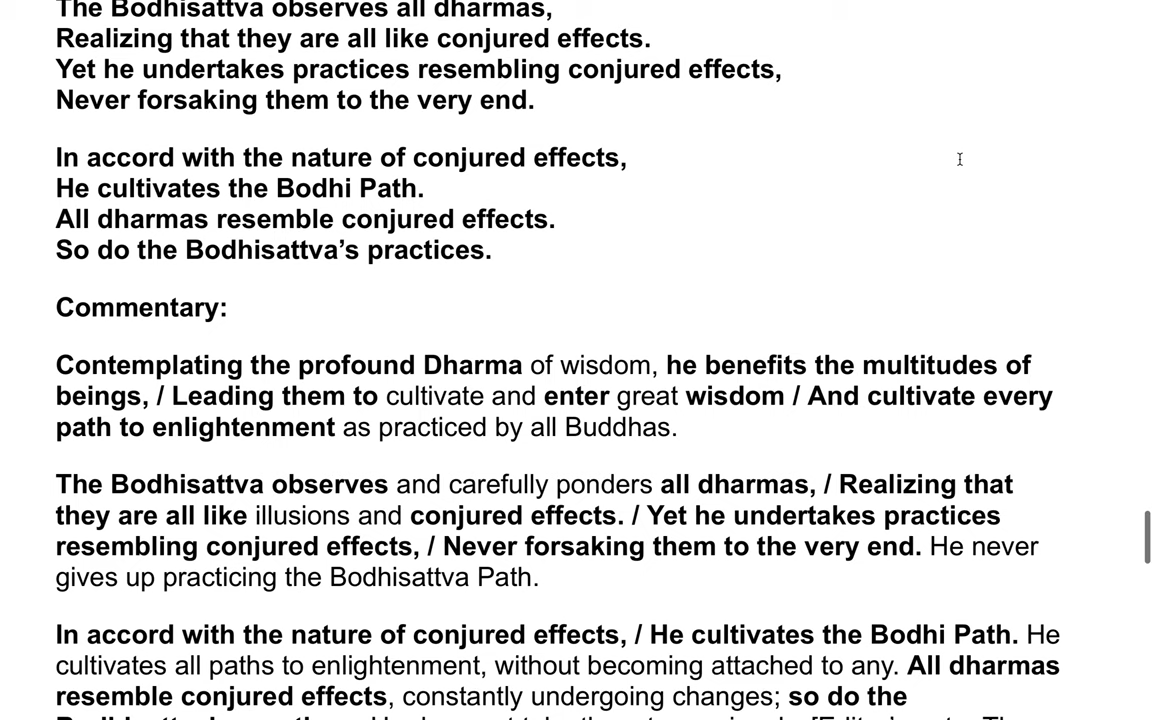 The Bodhisattva observes all dharmas,
Realizing that they are all like conjured effects.
Yet he undertakes practices resembling conjured effects,
Never forsaking them to the very end.
In accord with the nature of conjured effects,
He cultivates the Bodhi Path.
All dharmas resemble conjured effects.
So do the Bodhisattva’s practices.
Commentary:
Contemplating the profound Dharma of wisdom, he benefits the multitudes of
beings, / Leading them to cultivate and enter great wisdom / And cultivate every
path to enlightenment as practiced by all Buddhas.
The Bodhisattva observes and carefully ponders all dharmas, / Realizing that
they are all like illusions and conjured effects. / Yet he undertakes practices
resembling conjured effects, / Never forsaking them to the very end. He never
gives up practicing the Bodhisattva Path.
In accord with the nature of conjured effects, / He cultivates the Bodhi Path. He
cultivates all paths to enlightenment, without becoming attached to any. All dharmas
resemble conjured effects, constantly undergoing changes; so do the